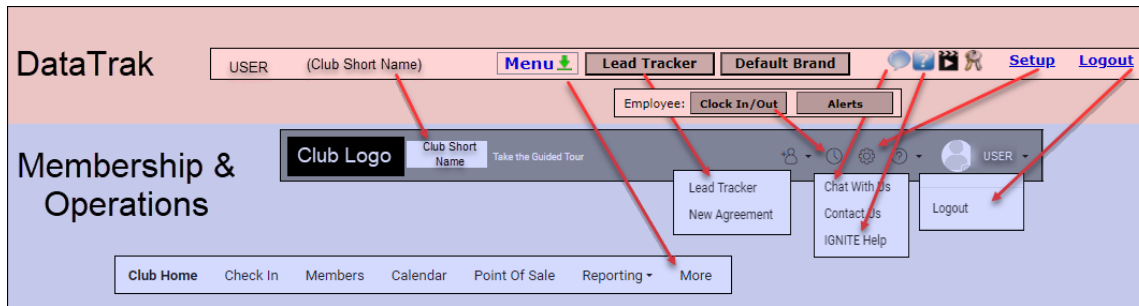 DataTrak
USER (Club Short Name) Menu Lead Tracker Default Brand ? Setup Logout
Employee: Clock In/Out Alerts
Membership &
Operations
Club Logo
Club Short
Name
Take the Guided Tour
? USER
Lead Tracker
New Agreement
Chat With Us
Contact Us
IGNITE Help
Logout
Club Home Check In Members Calendar Point Of Sale Reporting More